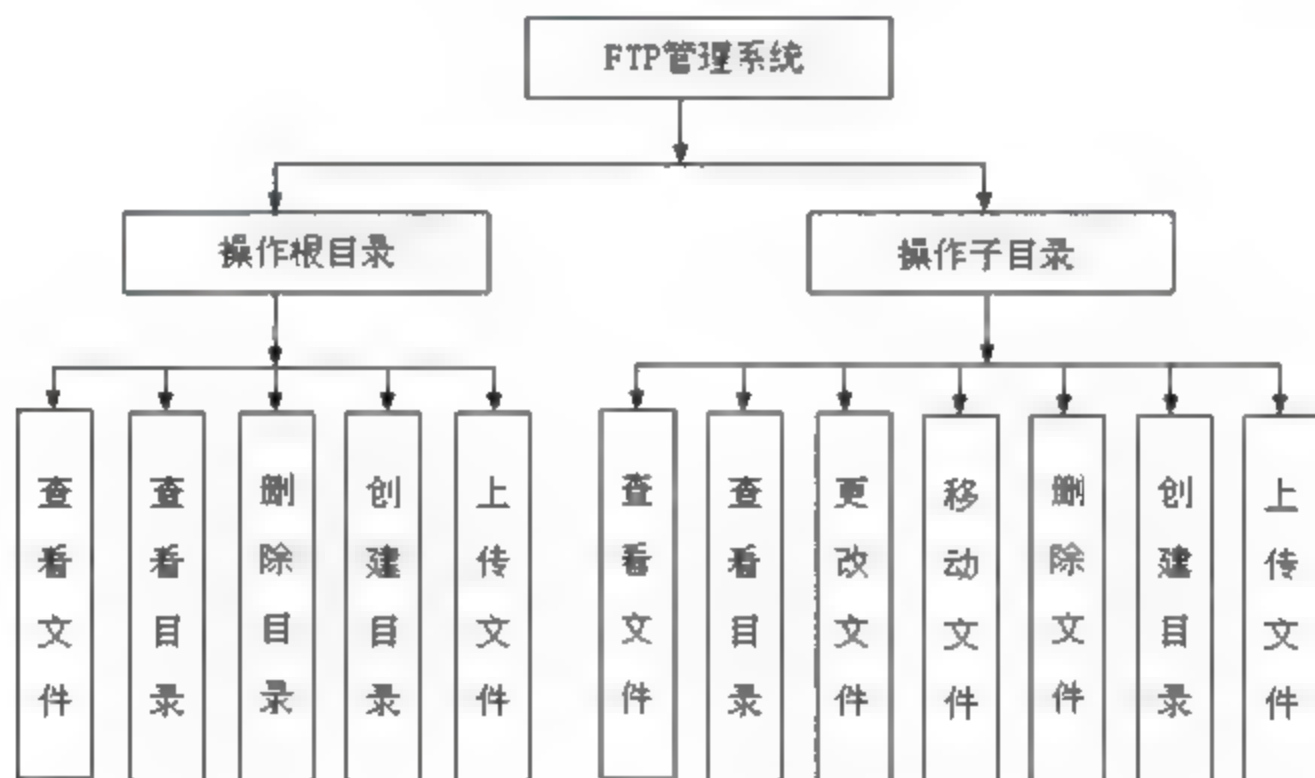 FTP管理系统
操作根目录
操作子目录
查看文件
查看目录
删除目录
创建目录
上传文件
查看文件
查看目录
更改文件
移动文件
删除文件
创建目录
上传文件